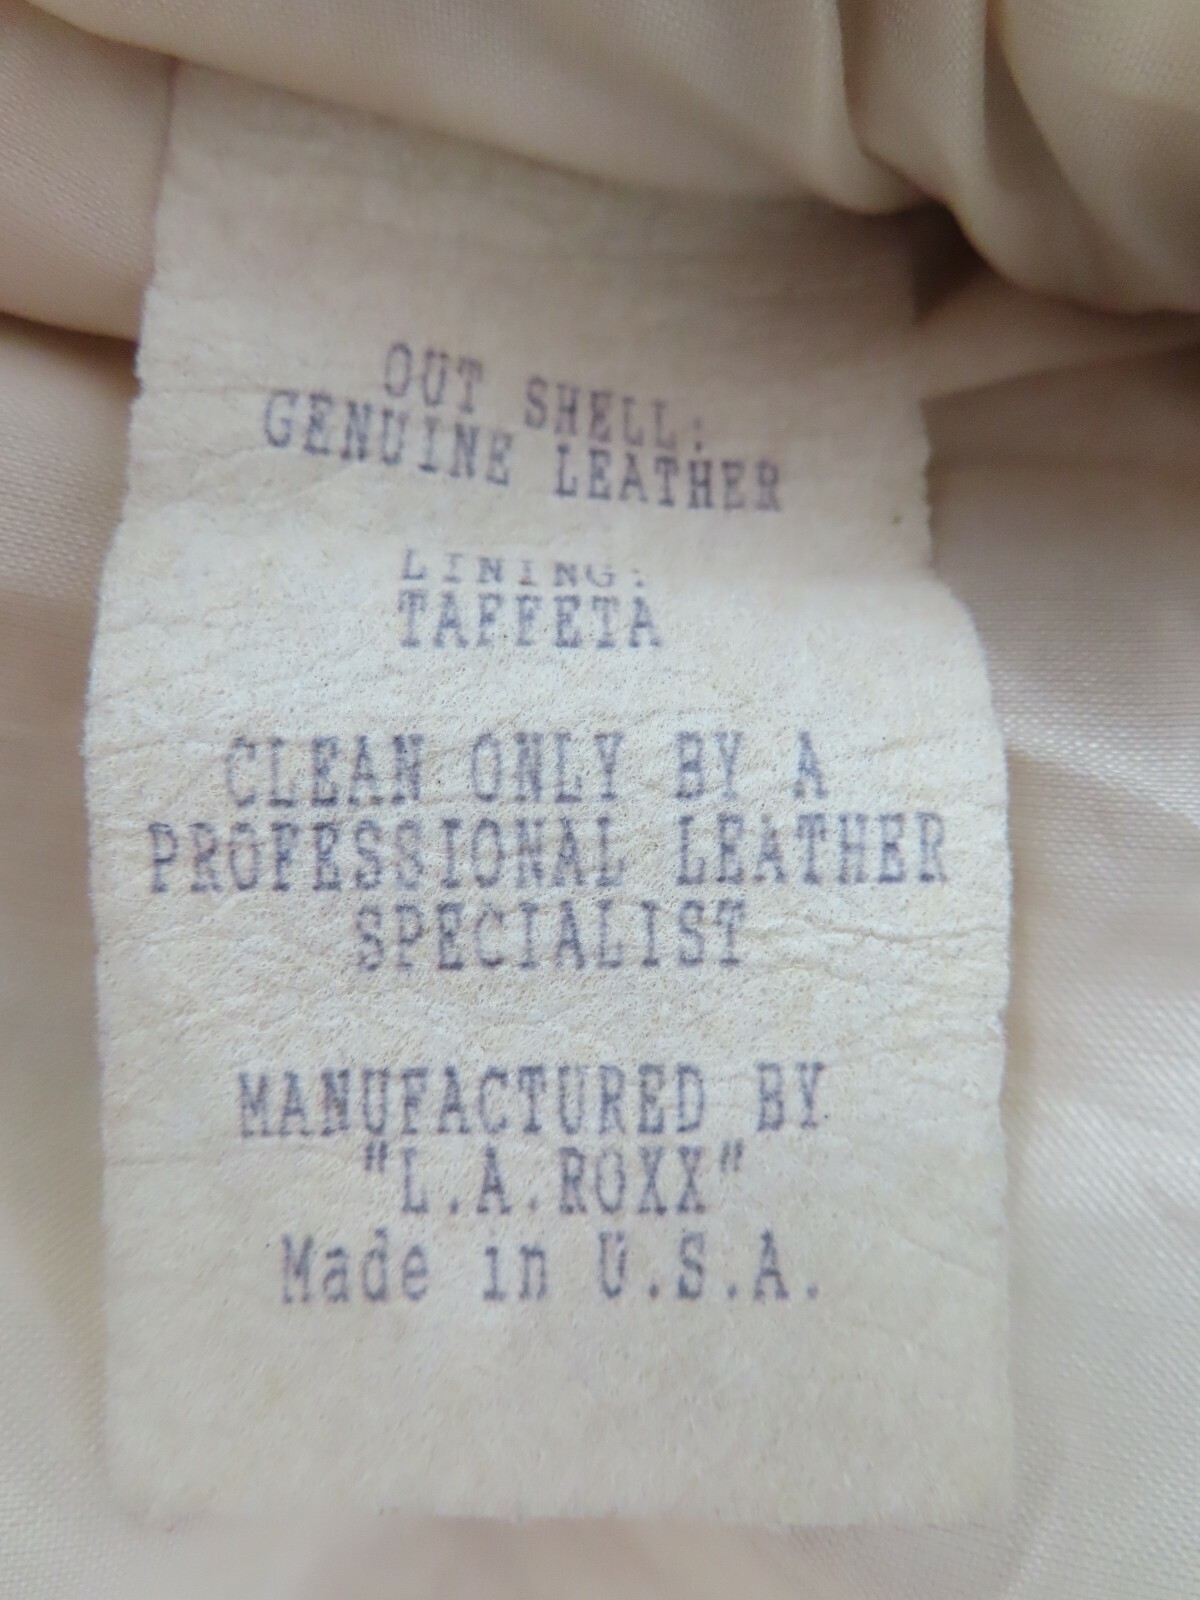 OUT SHELL:
GENUINE LEATHER
LINING:
TAFFETA
CLEAN ONLY BY A
PROFESSIONAL LEATHER
SPECIALIST
MANUFACTURED BY
"L.A.ROXX"
Made in U.S.A.